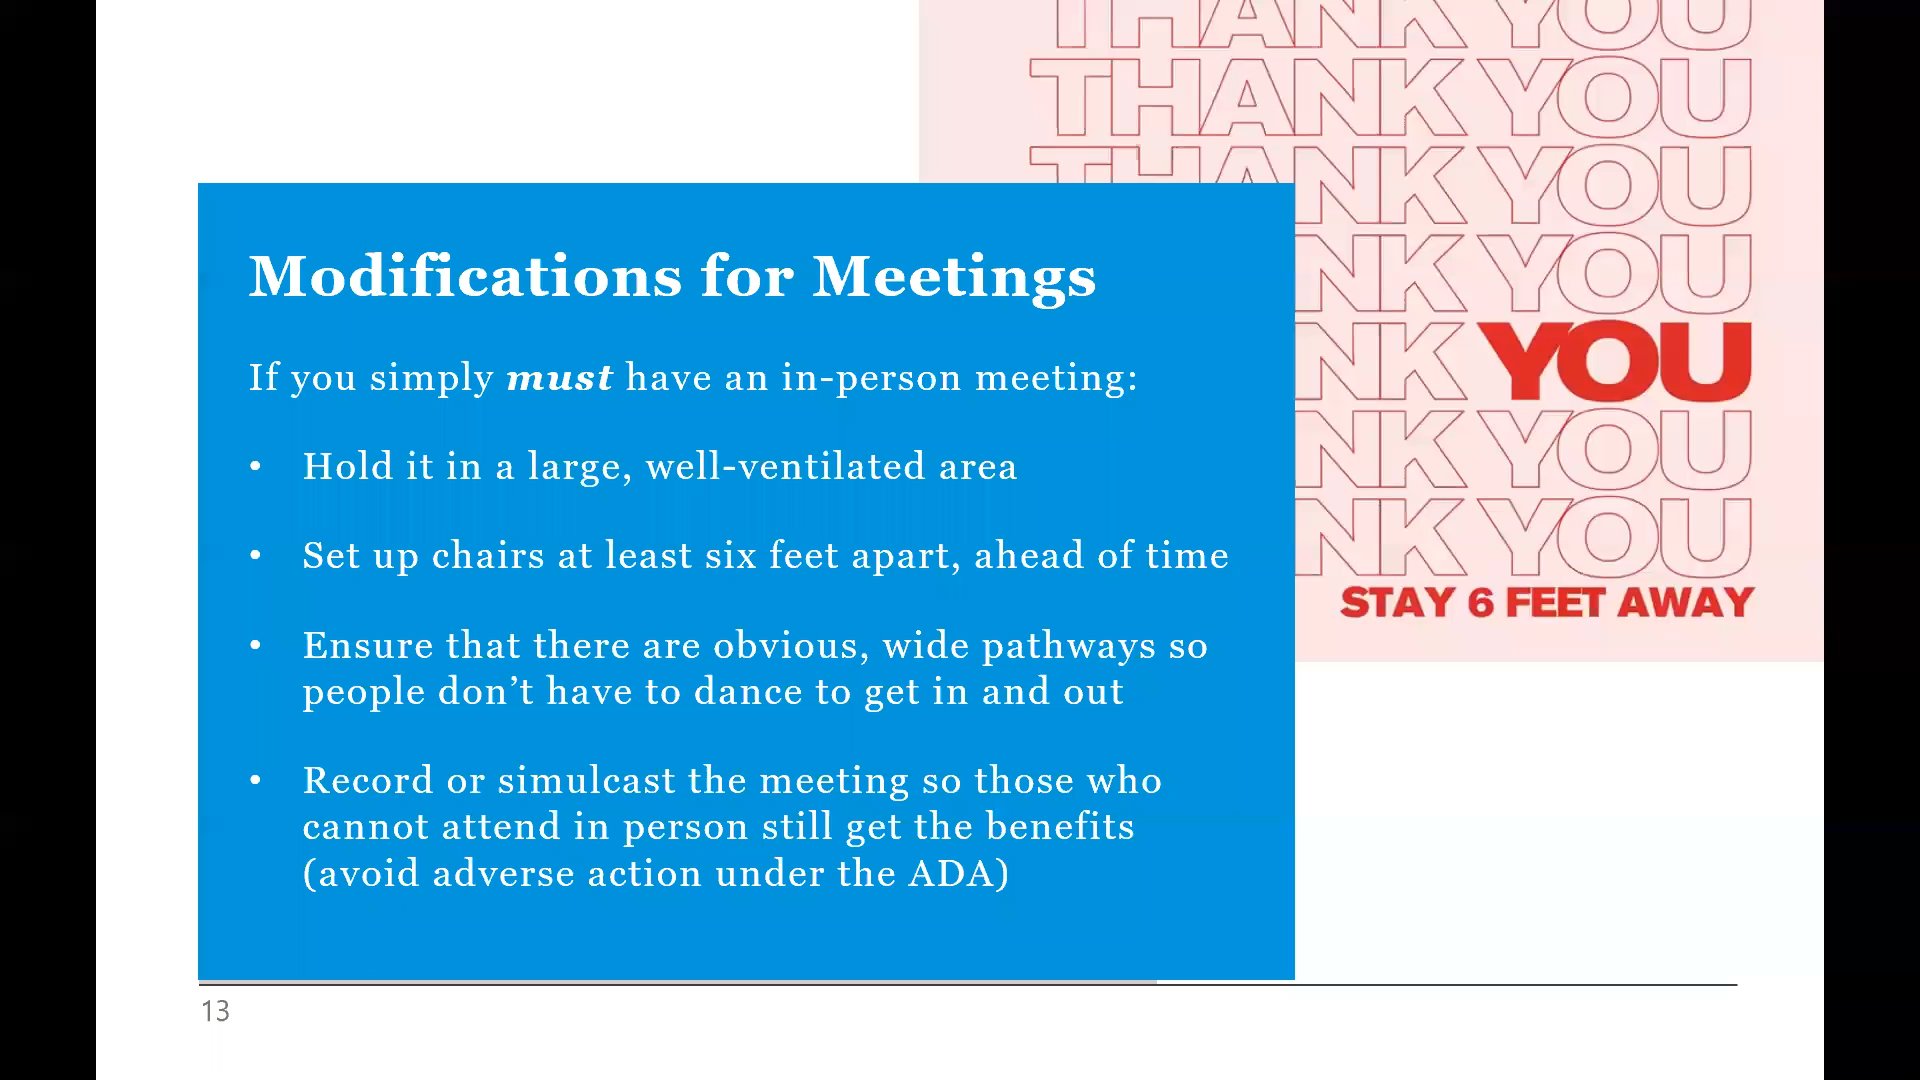 THANK YOU
THANK YOU
THANK YOU
NK YOU
NK YOU
NK YOU
NK YOU
STAY 6 FEET AWAY
Modifications for Meetings
If you simply must have an in-person meeting:
• Hold it in a large, well-ventilated area
• Set up chairs at least six feet apart, ahead of time
• Ensure that there are obvious, wide pathways so
people don’t have to dance to get in and out
• Record or simulcast the meeting so those who
cannot attend in person still get the benefits
(avoid adverse action under the ADA)
13